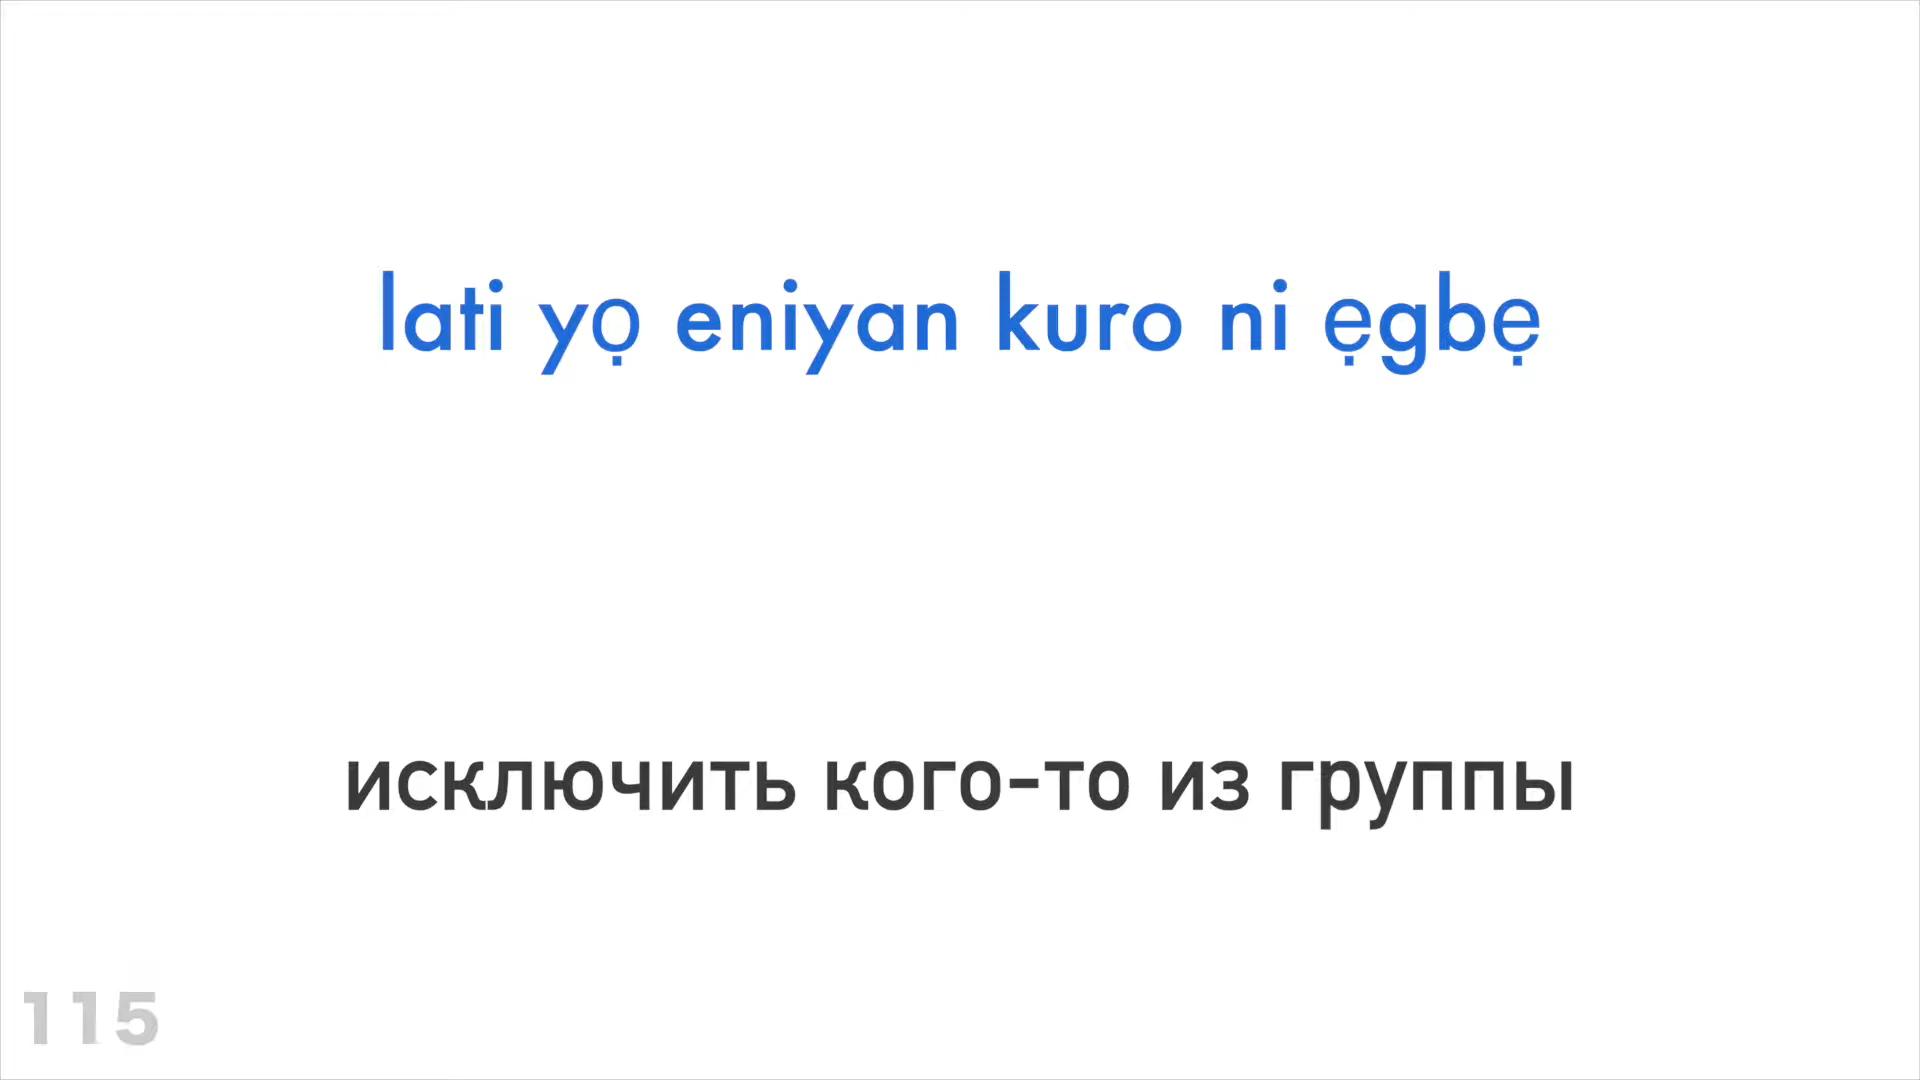 lati yọ eniyan kuro ni ẹgbẹ
исключить кого-то из группы
115